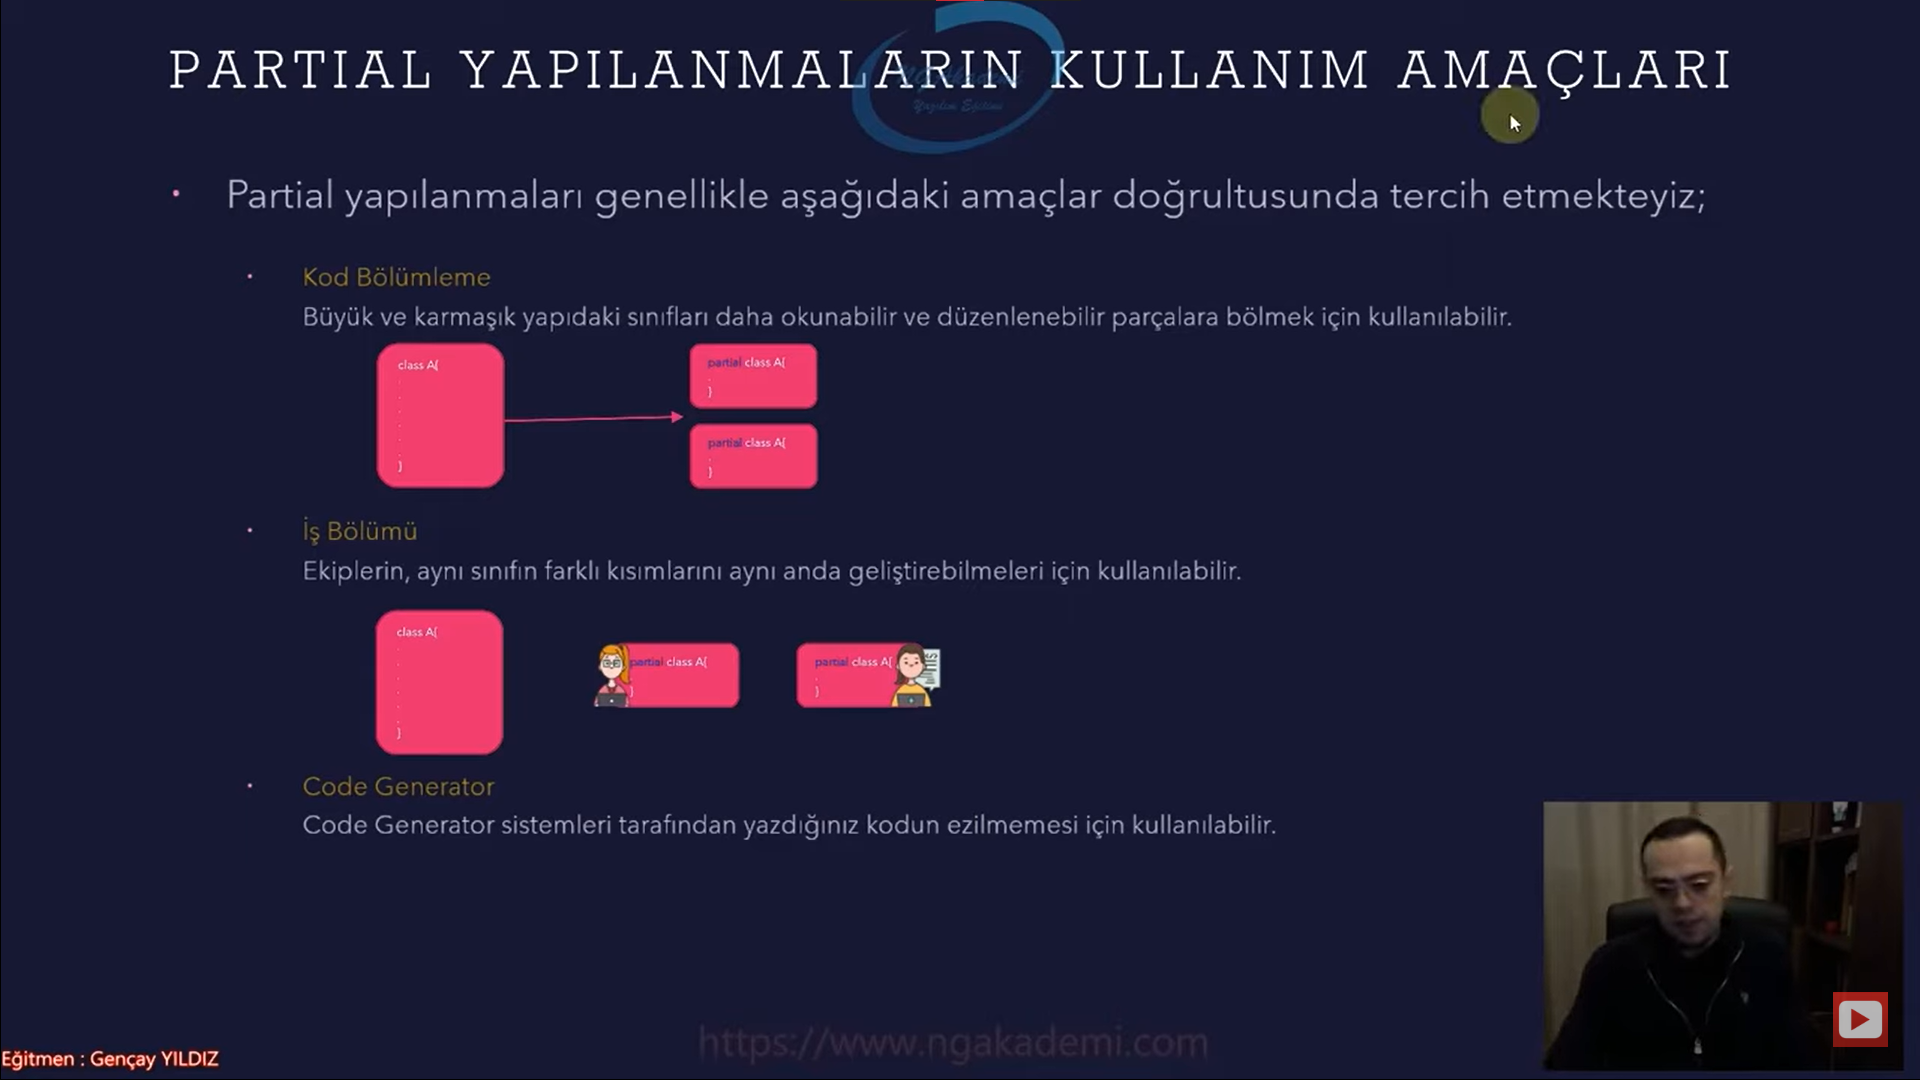 PARTIAL YAPILANMALARIN KULLANIM AMAÇLARI
Yazılım Eğitimi
• Partial yapılanmaları genellikle aşağıdaki amaçlar doğrultusunda tercih etmekteyiz;
• Kod Bölümleme
Büyük ve karmaşık yapıdaki sınıfları daha okunabilir ve düzenlenebilir parçalara bölmek için kullanılabilir.
class A{
.
.
.
.
.
.
}
partial class A{
.
}
partial class A{
.
}
• İş Bölümü
Ekiplerin, aynı sınıfın farklı kısımlarını aynı anda geliştirebilmeleri için kullanılabilir.
class A{
.
.
.
.
.
.
}
partial class A{
}
partial class A{
.
}
• Code Generator
Code Generator sistemleri tarafından yazdığınız kodun ezilmemesi için kullanılabilir.
https://www.ngakademi.com
Eğitmen : Gençay YILDIZ